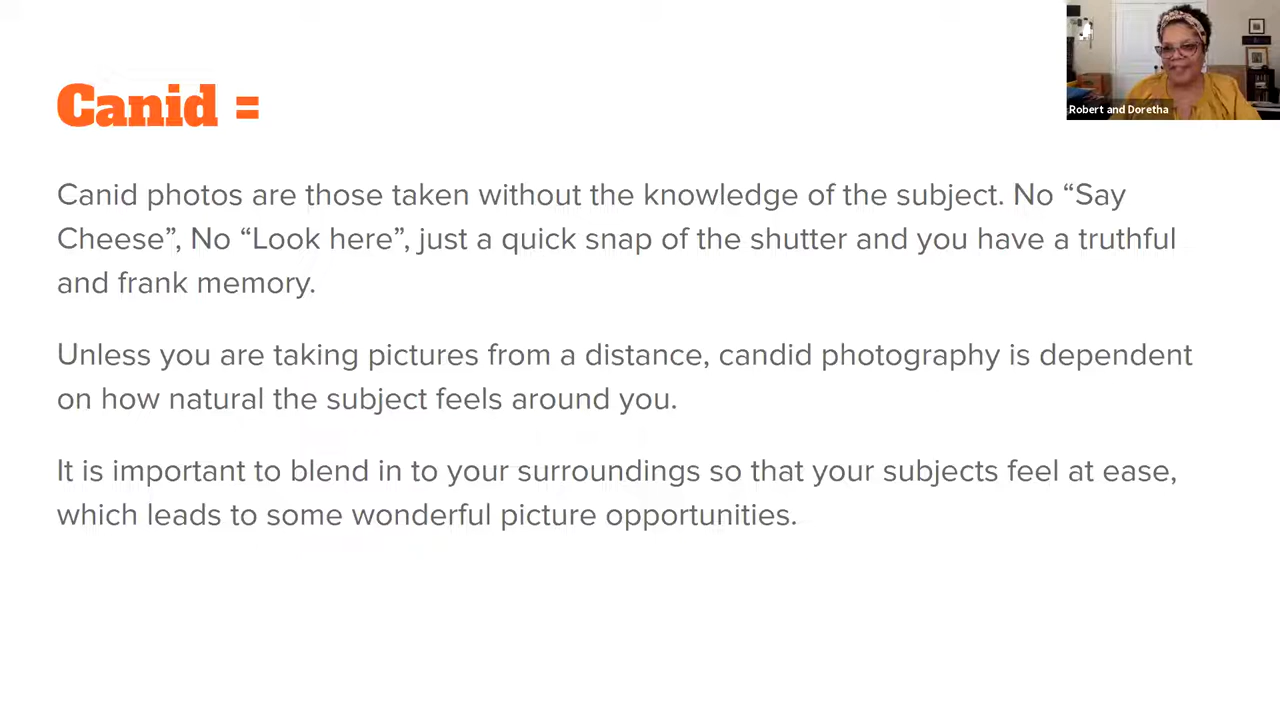 Canid =
Robert and Doretha
Canid photos are those taken without the knowledge of the subject. No “Say
Cheese”, No “Look here”, just a quick snap of the shutter and you have a truthful
and frank memory.
Unless you are taking pictures from a distance, candid photography is dependent
on how natural the subject feels around you.
It is important to blend in to your surroundings so that your subjects feel at ease,
which leads to some wonderful picture opportunities.